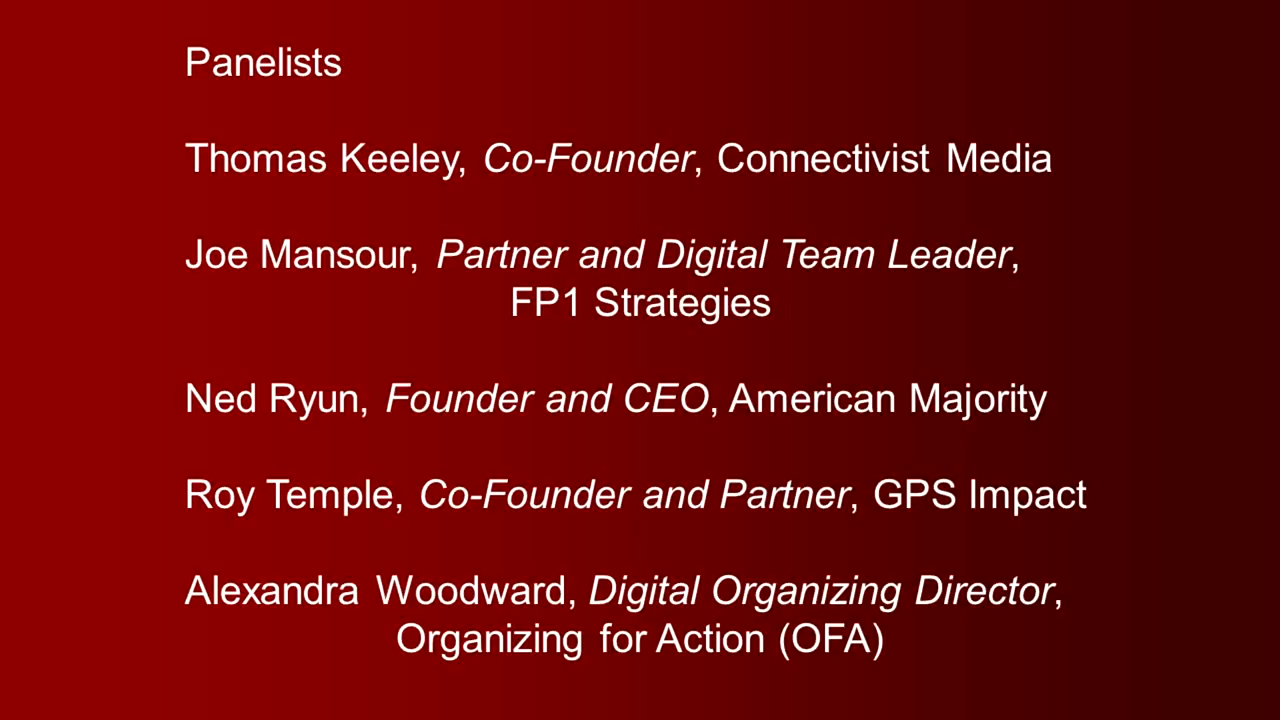 Panelists
Thomas Keeley, Co-Founder, Connectivist Media
Joe Mansour, Partner and Digital Team Leader,
FP1 Strategies
Ned Ryun, Founder and CEO, American Majority
Roy Temple, Co-Founder and Partner, GPS Impact
Alexandra Woodward, Digital Organizing Director,
Organizing for Action (OFA)